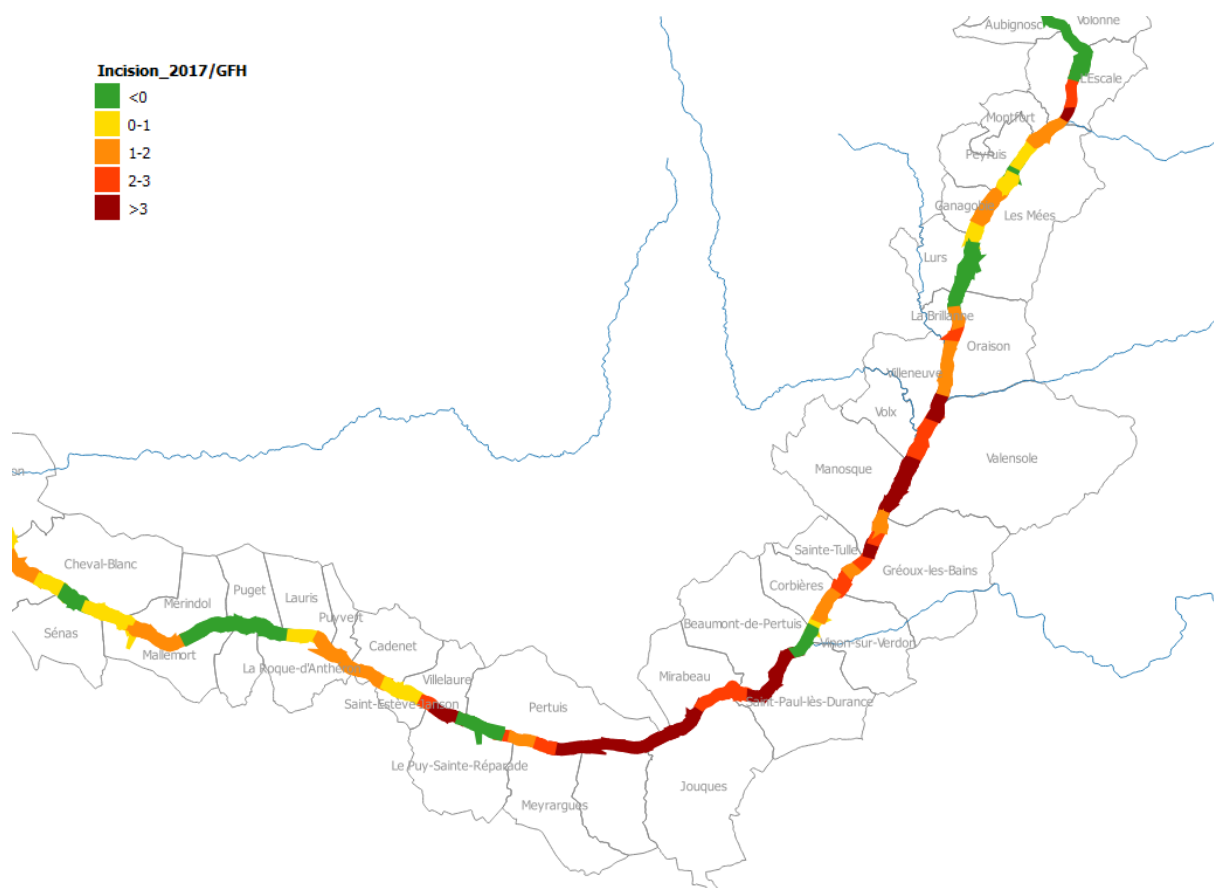 Volonne
Aubignosc
L'Escale
Incision_2017/GFH
<0
0-1
1-2
2-3
>3
Montfort
Peyruis
Ganagobie
Les Mées
Lurs
La Brillanne
Oraison
Villeneuve
Volx
Manosque
Valensole
on
Sainte-Tulle
Cheval-Blanc
Gréoux-les-Bains
Corbières
Puget
Lauris
Mérindol
Puyvert
Beaumont-de-Pertuis
Sénas
Cadenet
Vinon-sur-Verdon
Mallemort
La Roque-d'Anthéron
Mirabeau
Villelaure
Saint-Estève-Janson
Saint-Paul-lès-Durance
Pertuis
Le Puy-Sainte-Réparade
Jouques
Meyrargues